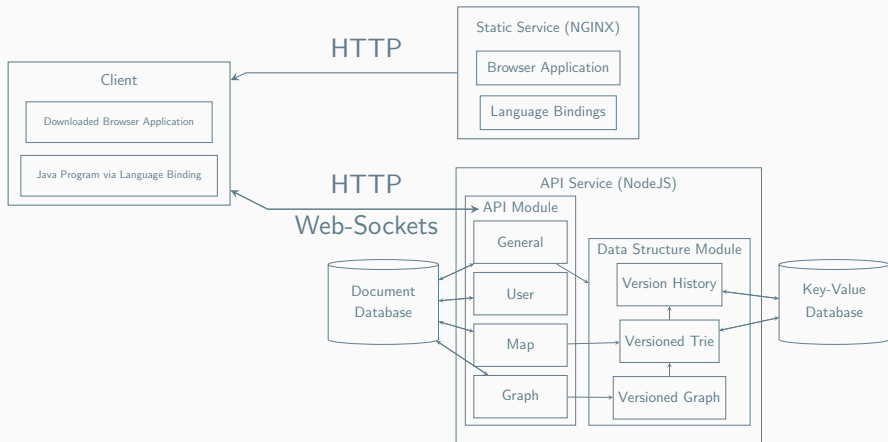 Static Service (NGINX)
Browser Application
Language Bindings
HTTP
Client
Downloaded Browser Application
Java Program via Language Binding
HTTP
Web-Sockets
API Service (NodeJS)
API Module
General
User
Map
Graph
Data Structure Module
Version History
Versioned Trie
Versioned Graph
Document
Database
Key-Value
Database